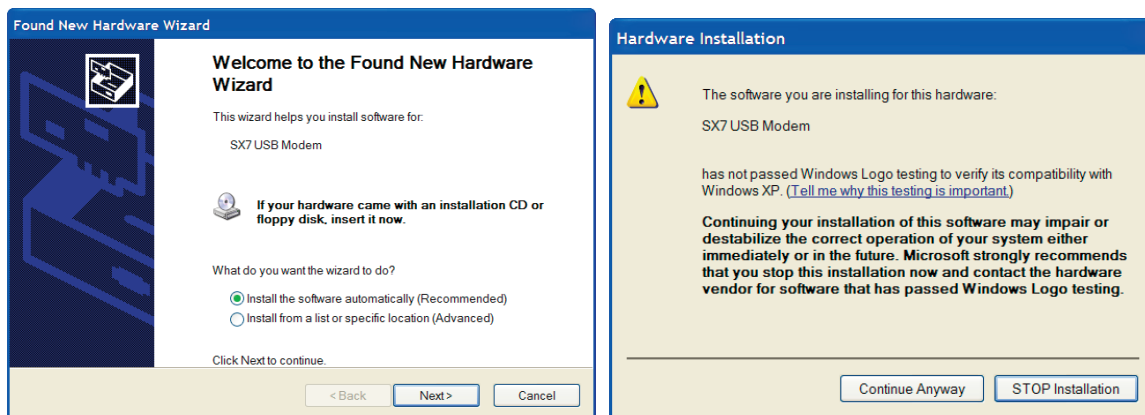 Found New Hardware Wizard
Welcome to the Found New Hardware
Wizard
This wizard helps you install software for:
SX7 USB Modem
If your hardware came with an installation CD or
floppy disk, insert it now.
What do you want the wizard to do?
Install the software automatically (Recommended)
Install from a list or specific location (Advanced)
Click Next to continue.
< Back
Next >
Cancel
Hardware Installation
The software you are installing for this hardware:
SX7 USB Modem
has not passed Windows Logo testing to verify its compatibility with
Windows XP. (Tell me why this testing is important.)
Continuing your installation of this software may impair or
destabilize the correct operation of your system either
immediately or in the future. Microsoft strongly recommends
that you stop this installation now and contact the hardware
vendor for software that has passed Windows Logo testing.
Continue Anyway
STOP Installation